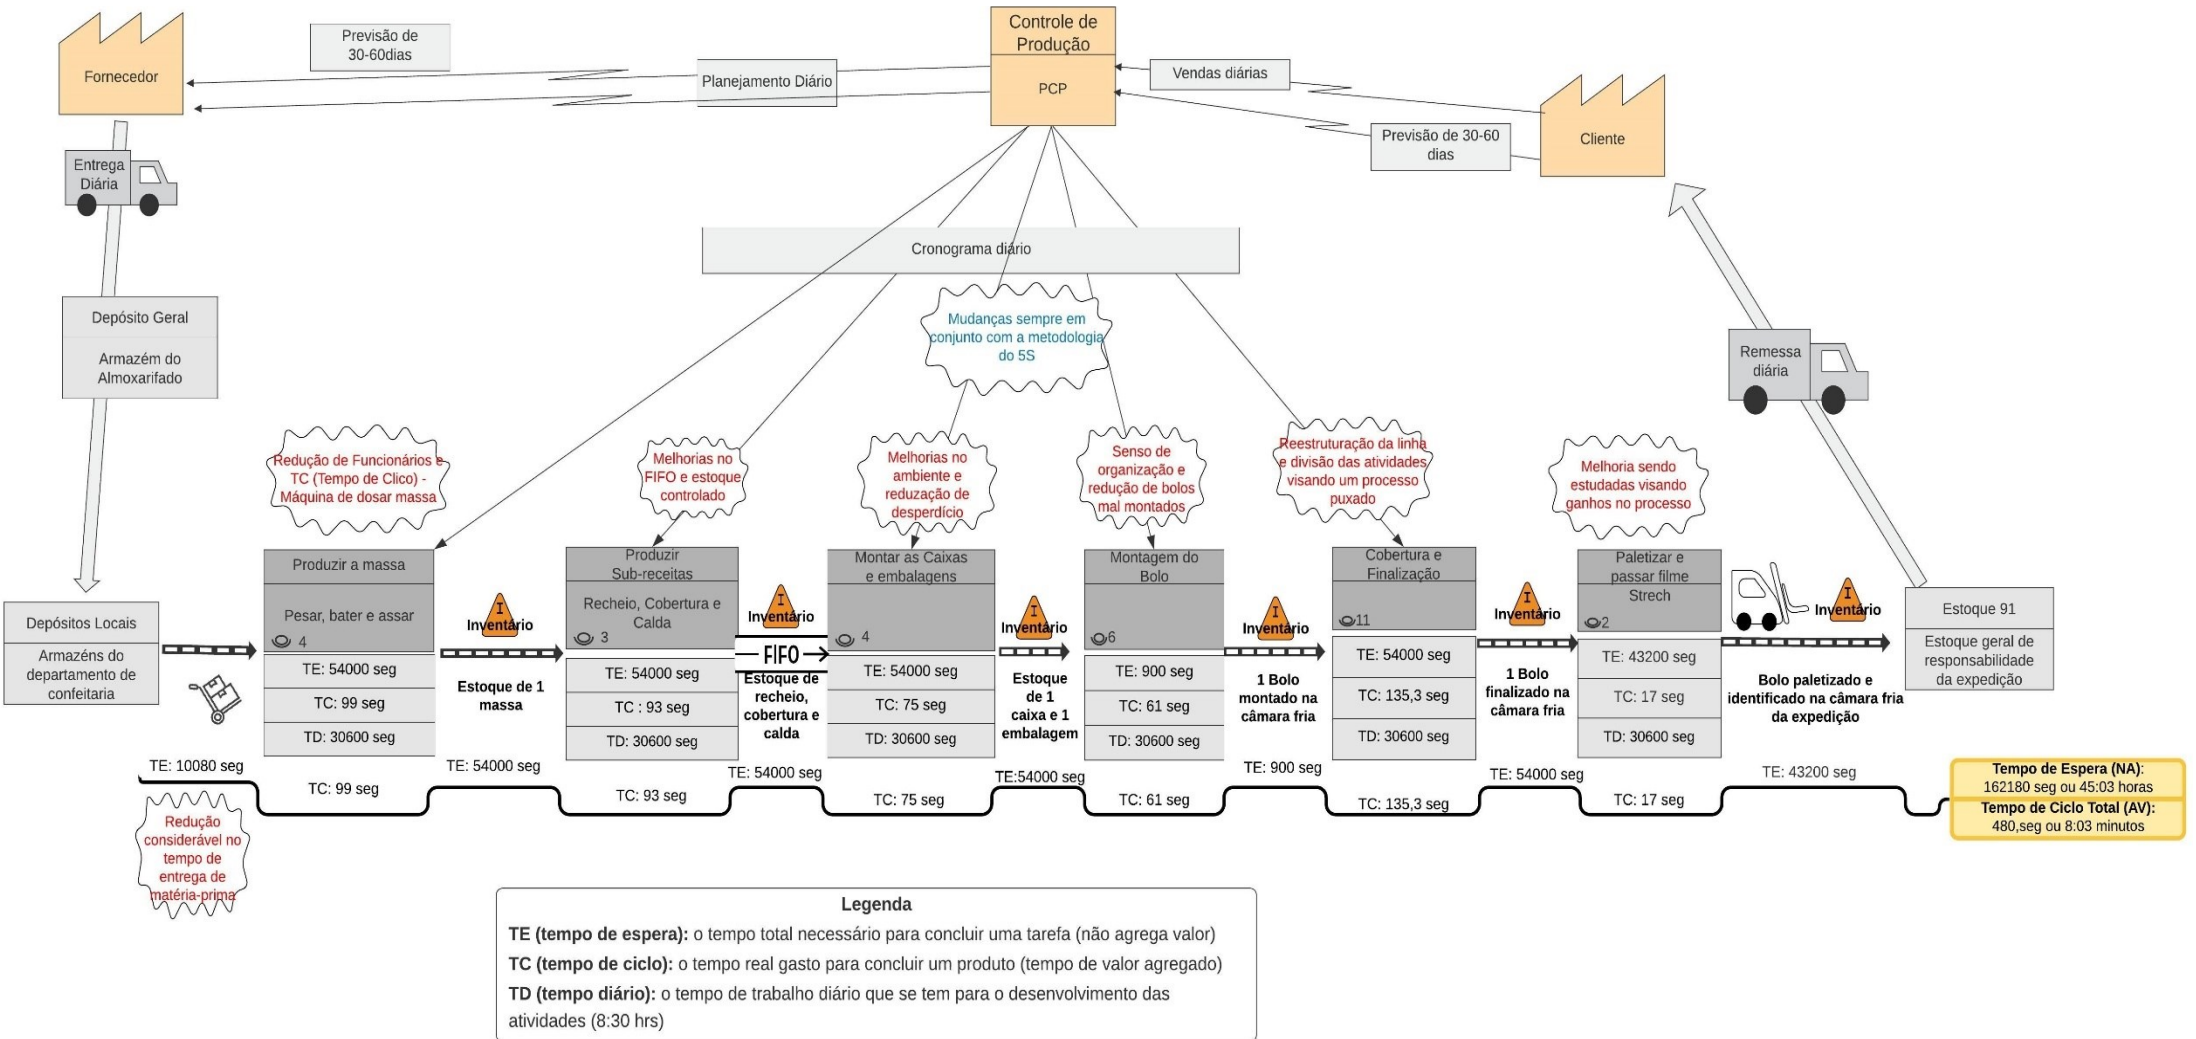 Fornecedor
Previsão de
30-60dias
Planejamento Diário
Controle de
Produção
PCP
Vendas diárias
Previsão de 30-60
dias
Cliente
Entrega
Diária
Cronograma diário
Depósito Geral
Armazém do
Almoxarifado
Mudanças sempre em
conjunto com a metodologia
do 5S
Remessa
diária
Redução de Funcionários e
TC (Tempo de Clico) -
Máquina de dosar massa
Melhorias no
FIFO e estoque
controlado
Melhorias no
ambiente e
reduzação de
desperdício
Senso de
organização e
redução de bolos
mal montados
Reestruturação da linha
e divisão das atividades
visando um processo
puxado
Melhoria sendo
estudadas visando
ganhos no processo
Depósitos Locais
Armazéns do
departamento de
confeitaria
Produzir a massa
Pesar, bater e assar
4
TE: 54000 seg
TC: 99 seg
TD: 30600 seg
I
Inventário
Estoque de 1
massa
Produzir
Sub-receitas
Recheio, Cobertura e
Calda
3
TE: 54000 seg
TC : 93 seg
TD: 30600 seg
I
Inventário
FIFO
Estoque de
recheio,
cobertura e
calda
Montar as Caixas
e embalagens
4
TE: 54000 seg
TC: 75 seg
TD: 30600 seg
I
Inventário
Estoque
de 1
caixa e 1
embalagem
Montagem do
Bolo
6
TE: 900 seg
TC: 61 seg
TD: 30600 seg
I
Inventário
1 Bolo
montado na
câmara fria
Cobertura e
Finalização
11
TE: 54000 seg
TC: 135,3 seg
TD: 30600 seg
I
Inventário
1 Bolo
finalizado na
câmara fria
Paletizar e
passar filme
Strech
2
TE: 43200 seg
TC: 17 seg
TD: 30600 seg
I
Inventário
Bolo paletizado e
identificado na câmara fria
da expedição
Estoque 91
Estoque geral de
responsabilidade
da expedição
TE: 10080 seg
TC: 99 seg
TE: 54000 seg
TC: 93 seg
TE: 54000 seg
TC: 75 seg
TE:54000 seg
TC: 61 seg
TE: 900 seg
TC: 135,3 seg
TE: 54000 seg
TC: 17 seg
TE: 43200 seg
Tempo de Espera (NA):
162180 seg ou 45:03 horas
Tempo de Ciclo Total (AV):
480,seg ou 8:03 minutos
Redução
considerável no
tempo de
entrega de
matéria-prima
Legenda
TE (tempo de espera): o tempo total necessário para concluir uma tarefa (não agrega valor)
TC (tempo de ciclo): o tempo real gasto para concluir um produto (tempo de valor agregado)
TD (tempo diário): o tempo de trabalho diário que se tem para o desenvolvimento das
atividades (8:30 hrs)